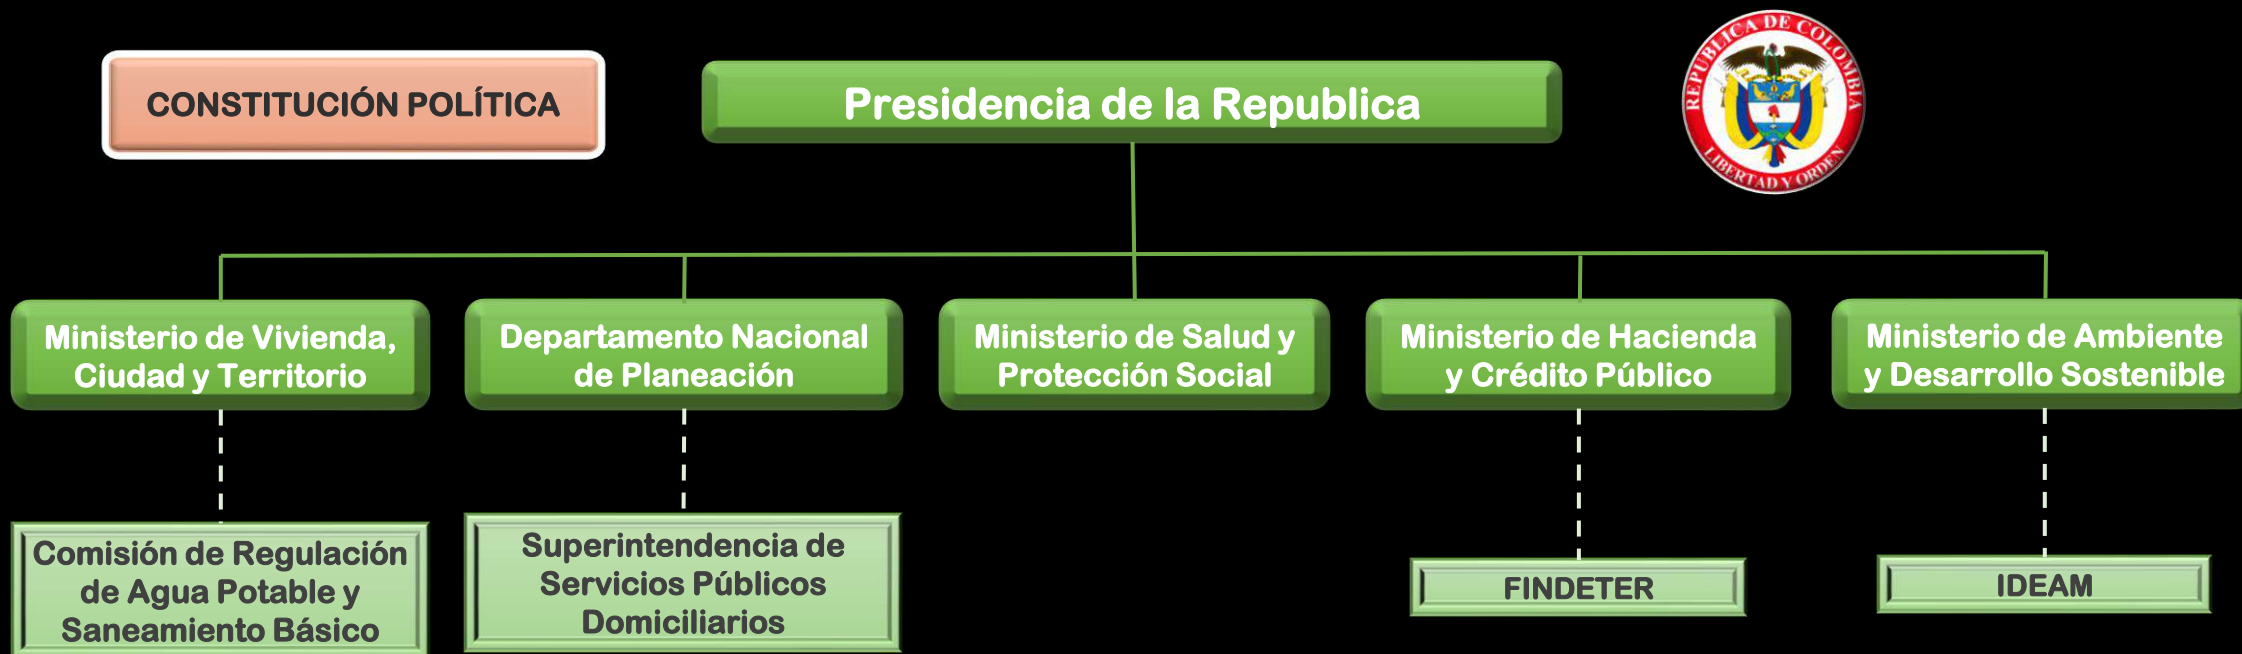 CONSTITUCIÓN POLÍTICA
Presidencia de la Republica
REPUBLICA DE COLOMBIA
LIBERTAD Y ORDEN
Ministerio de Vivienda,
Ciudad y Territorio
Departamento Nacional
de Planeación
Ministerio de Salud y
Protección Social
Ministerio de Hacienda
y Crédito Público
Ministerio de Ambiente
y Desarrollo Sostenible
Comisión de Regulación
de Agua Potable y
Saneamiento Básico
Superintendencia de
Servicios Públicos
Domiciliarios
FINDETER
IDEAM